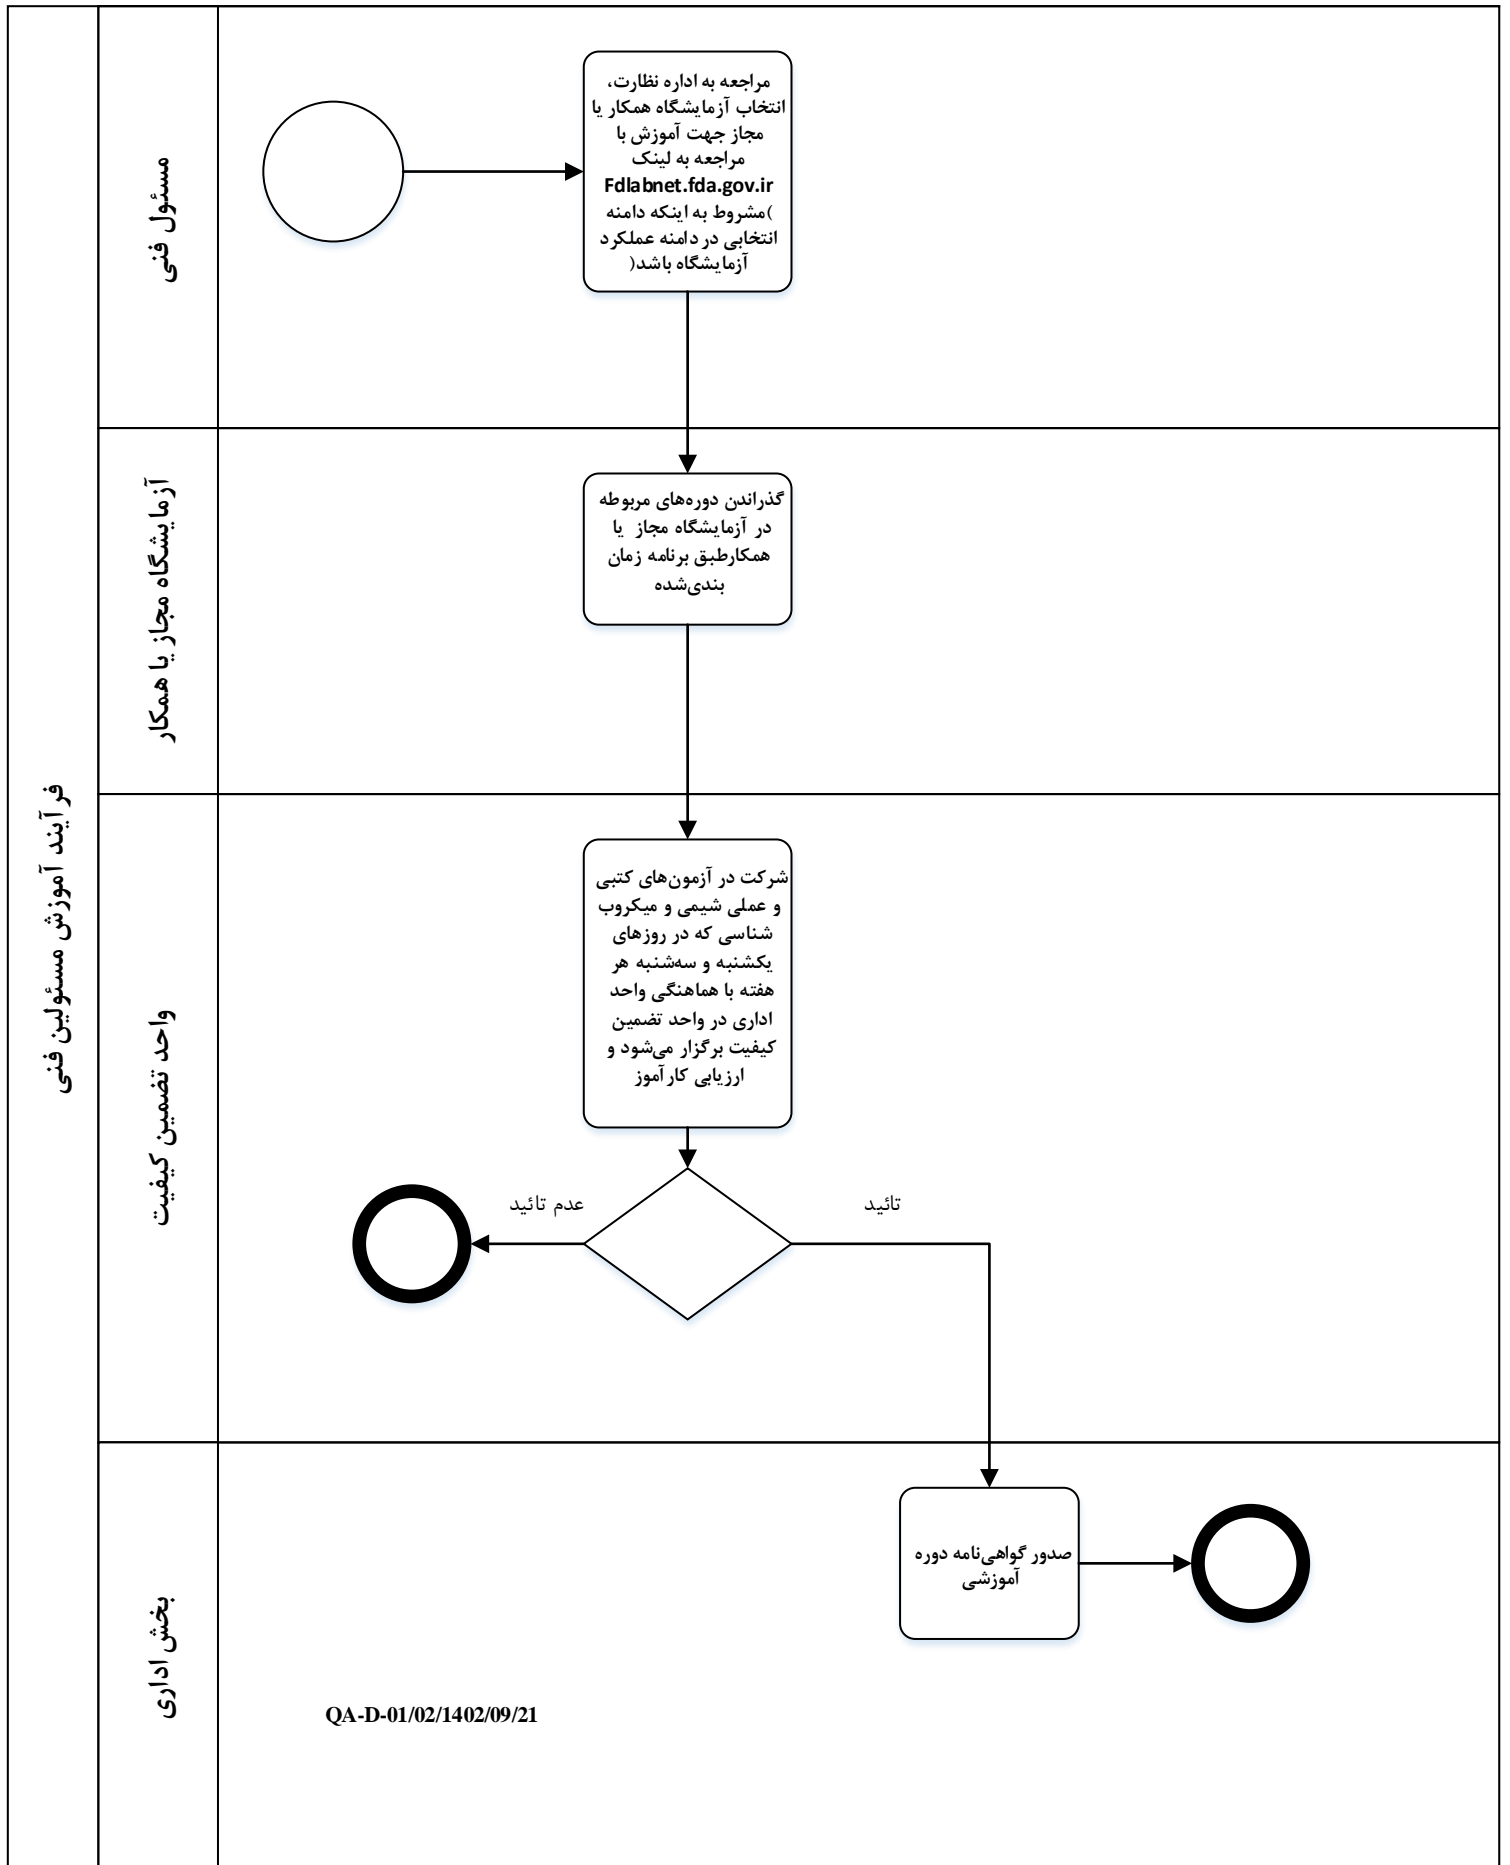 فرآیند آموزش مسئولین فنی
مسئول فنی
مراجعه به اداره نظارت،
انتخاب آزمایشگاه همکار یا
مجاز جهت آموزش با
مراجعه به لینک
Fdlabnet.fda.gov.ir
)مشروط به اینکه دامنه
انتخابی در دامنه عملکرد
آزمایشگاه باشد(
آزمایشگاه مجاز یا همکار
گذراندن دوره‌های مربوطه
در آزمایشگاه مجاز یا
همکارطبق برنامه زمان
بندی‌شده
واحد تضمین کیفیت
شرکت در آزمون‌های کتبی
و عملی شیمی و میکروب
شناسی که در روزهای
یکشنبه و سه‌شنبه هر
هفته با هماهنگی واحد
اداری در واحد تضمین
کیفیت برگزار می‌شود و
ارزیابی کارآموز
تائید
عدم تائید
بخش اداری
صدور گواهی‌نامه دوره
آموزشی
QA-D-01/02/1402/09/21